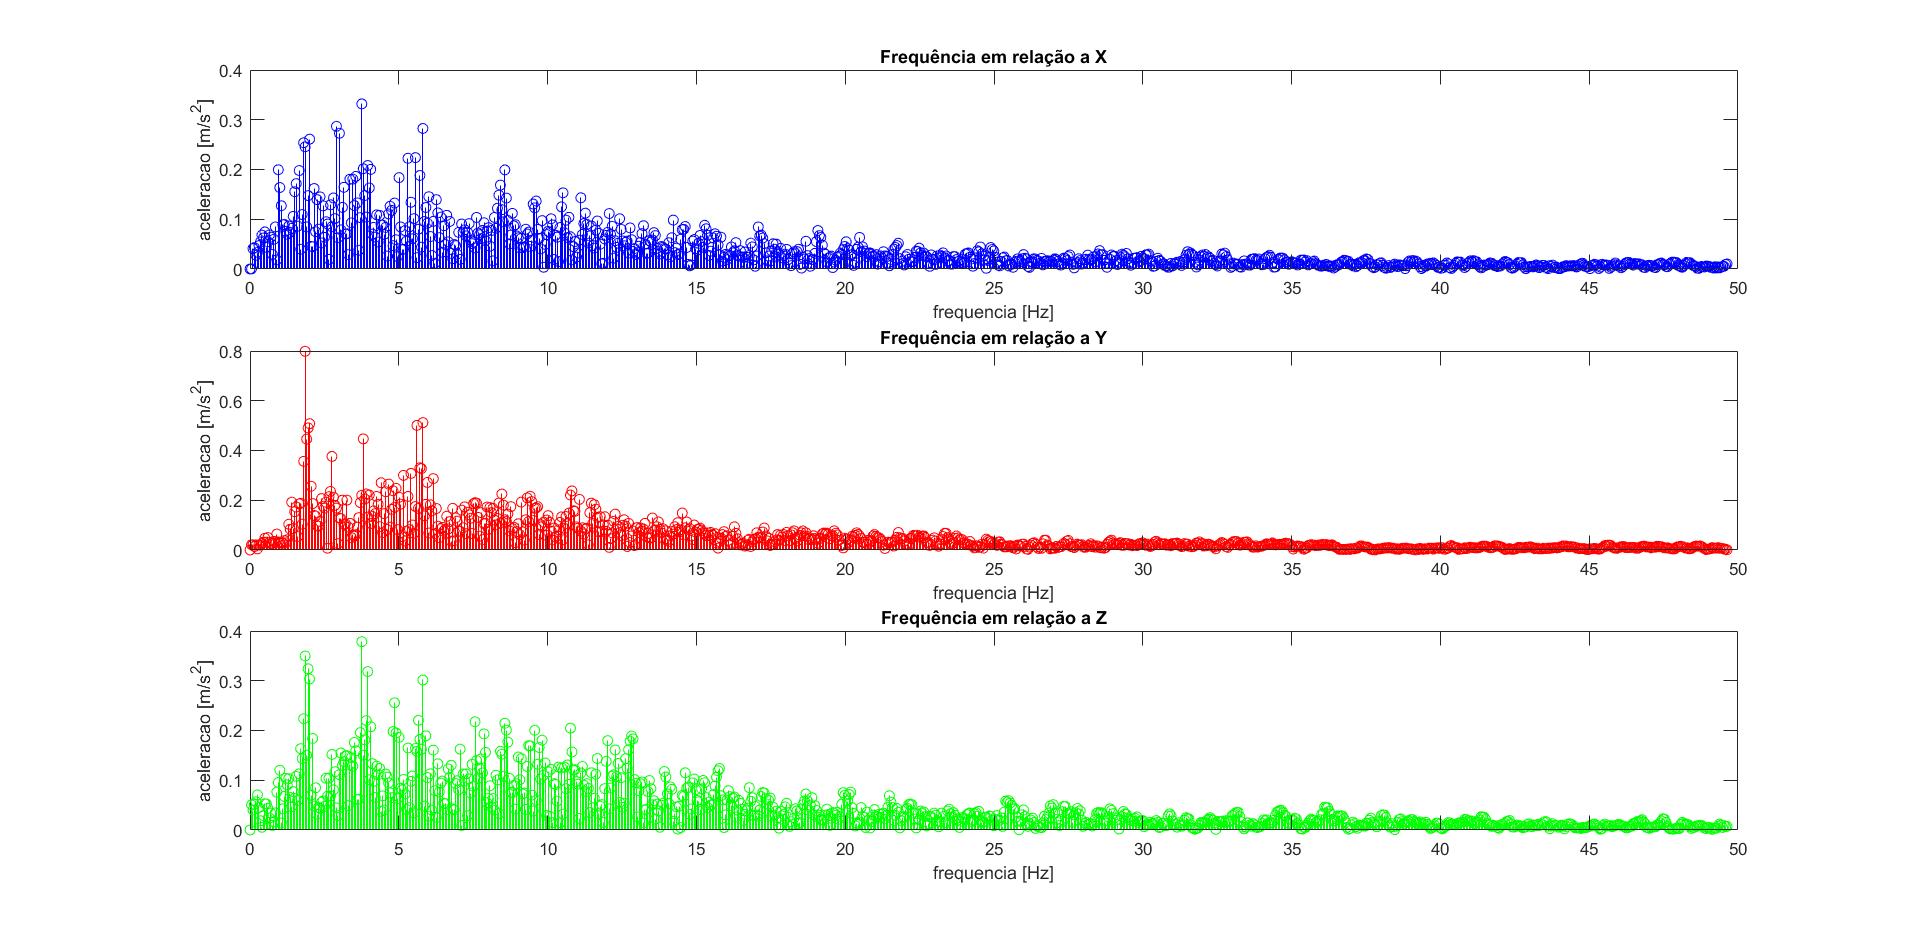 Frequência em relação a X
aceleracao [m/s²]
0.4
0.3
0.2
0.1
0
0 5 10 15 20 25 30 35 40 45 50
frequencia [Hz]
Frequência em relação a Y
aceleracao [m/s²]
0.8
0.6
0.4
0.2
0
0 5 10 15 20 25 30 35 40 45 50
frequencia [Hz]
Frequência em relação a Z
aceleracao [m/s²]
0.4
0.3
0.2
0.1
0
0 5 10 15 20 25 30 35 40 45 50
frequencia [Hz]